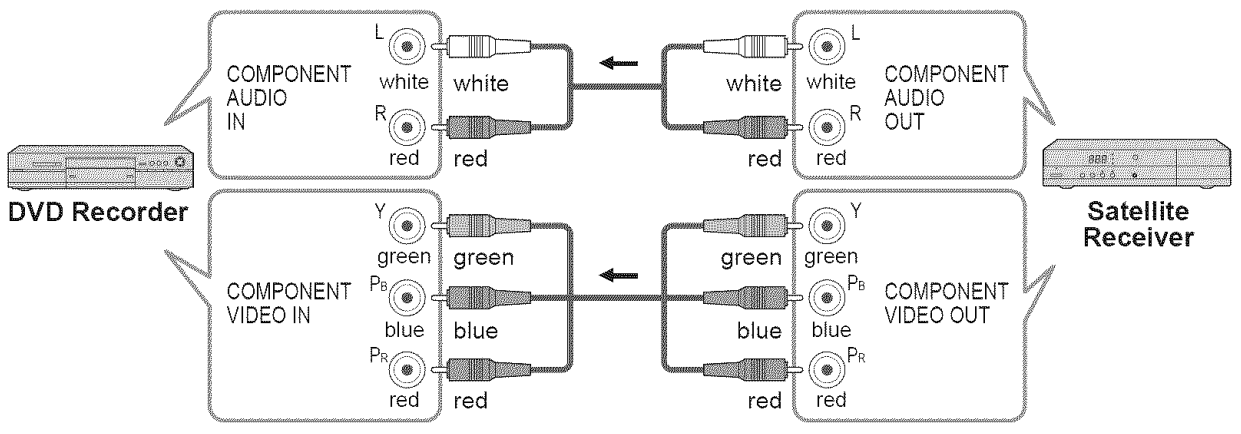 L
white
white
COMPONENT
AUDIO
IN
R
red
red
white
L
white
COMPONENT
AUDIO
OUT
R
red
red
DVD Recorder
888
Satellite
Receiver
Y
green
green
COMPONENT
VIDEO IN
PB
blue
blue
PR
red
red
green
Y
green
blue
PB
blue
COMPONENT
VIDEO OUT
red
PR
red